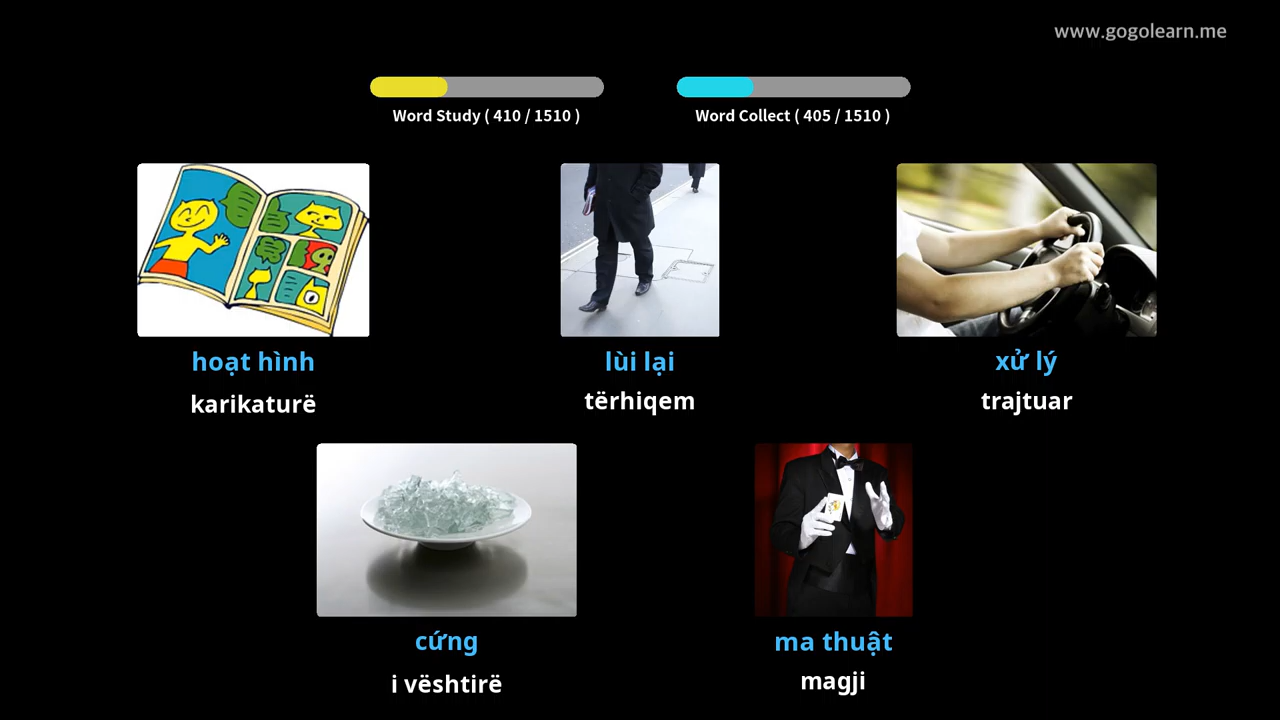 www.gogolearn.me
Word Study ( 410 / 1510 )
Word Collect ( 405 / 1510 )
hoạt hình
karikaturë
lùi lại
tërhiqem
xử lý
trajtuar
cứng
i vështirë
ma thuật
magji